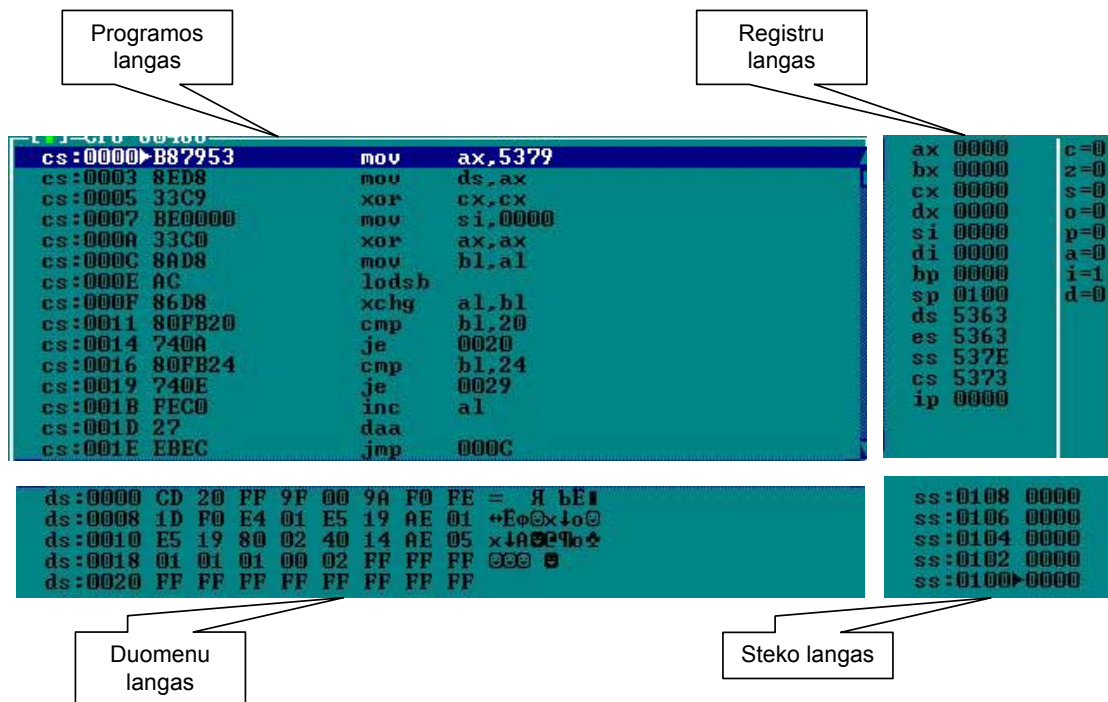 Programos
langas
Registru
langas
cs:0000►B87953 mov ax,5379
cs:0003 8ED8 mov ds,ax
cs:0005 33C9 xor cx,cx
cs:0007 BE0000 mov si,0000
cs:000A 33C0 xor ax,ax
cs:000C 8AD8 mov bl,al
cs:000E AC lodsb
cs:000F 86D8 xchg al,bl
cs:0011 80FB20 cmp bl,20
cs:0014 740A je 0020
cs:0016 80FB24 cmp bl,24
cs:0019 740E je 0029
cs:001B FEC0 inc al
cs:001D 27 daa
cs:001E EBEC jmp 000C
ax 0000 c=0
bx 0000 z=0
cx 0000 s=0
dx 0000 o=0
si 0000 p=0
di 0000 a=0
bp 0000 i=1
sp 0100 d=0
ds 5363
es 5363
ss 537E
cs 5373
ip 0000
ds:0000 CD 20 FF 9F 00 9A F0 FE = Я ЬЁ■
ds:0008 1D F0 E4 01 E5 19 AE 01 ↔Ёф☺х↓о☺
ds:0010 E5 19 80 02 40 14 AE 05 х↓А☻@¶о♣
ds:0018 01 01 01 00 02 FF FF FF ☺☺☺ ☻
ds:0020 FF FF FF FF FF FF FF FF
ss:0108 0000
ss:0106 0000
ss:0104 0000
ss:0102 0000
ss:0100►0000
Duomenu
langas
Steko langas